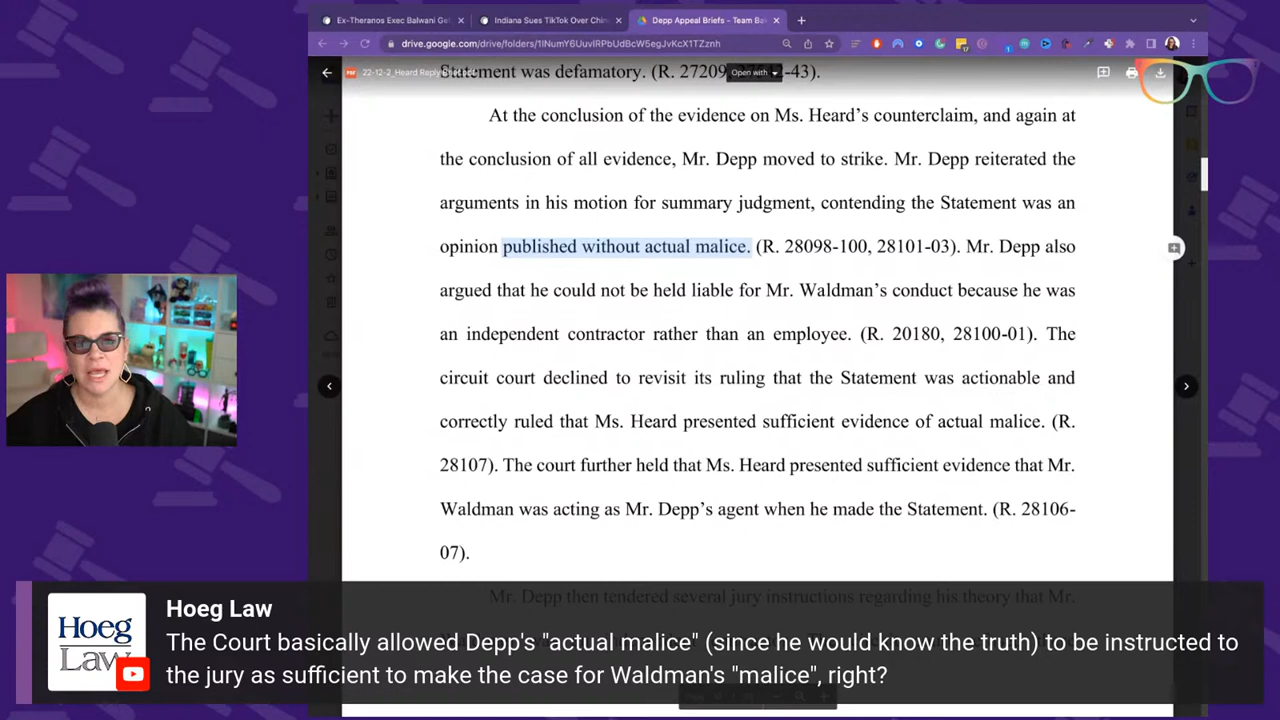 Ex-Theranos Exec Balwani Ge
Indiana Sues TikTok Over Chin
Depp Appeal Briefs - Team Ba
drive.google.com/drive/folders/1INumY6UuvIRPbUdBcW5egJvKcX1TZznh
22-12-2_Heard Reply Brief.pdf
Open with
Statement was defamatory. (R. 27209,
-43).
At the conclusion of the evidence on Ms. Heard's counterclaim, and again at
the conclusion of all evidence, Mr. Depp moved to strike. Mr. Depp reiterated the
arguments in his motion for summary judgment, contending the Statement was an
opinion published without actual malice. (R. 28098-100, 28101-03). Mr. Depp also
argued that he could not be held liable for Mr. Waldman's conduct because he was
an independent contractor rather than an employee. (R. 20180, 28100-01). The
circuit court declined to revisit its ruling that the Statement was actionable and
correctly ruled that Ms. Heard presented sufficient evidence of actual malice. (R.
28107). The court further held that Ms. Heard presented sufficient evidence that Mr.
Waldman was acting as Mr. Depp's agent when he made the Statement. (R. 28106-
07).
Mr. Depp then tendered several jury instructions regarding his theory that Mr.
Hoeg Law
Hoeg
Law
The Court basically allowed Depp's "actual malice" (since he would know the truth) to be instructed to
the jury as sufficient to make the case for Waldman's "malice", right?